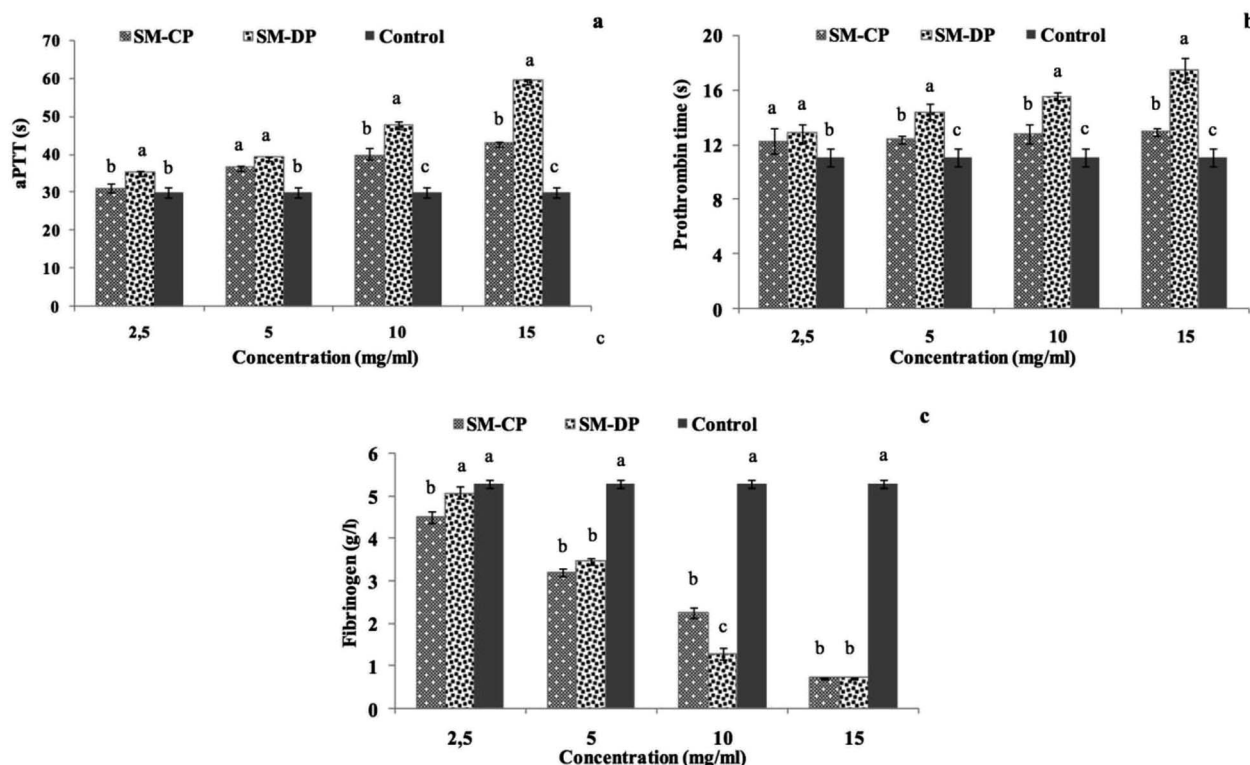 a
SM-CP SM-DP Control
aPTT (s)
70
60
50
40
30
20
10
0
b a b
a a b
b a c
b a c
2,5 5 10 15
Concentration (mg/ml)
c
b
SM-CP SM-DP Control
Prothrombin time (s)
20
16
12
8
4
0
a a b
b a c
b a c
b a c
2,5 5 10 15
Concentration (mg/ml)
c
SM-CP SM-DP Control
Fibrinogen (g/l)
6
5
4
3
2
1
0
b a a
b b a
b c a
b b a
2,5 5 10 15
Concentration (mg/ml)